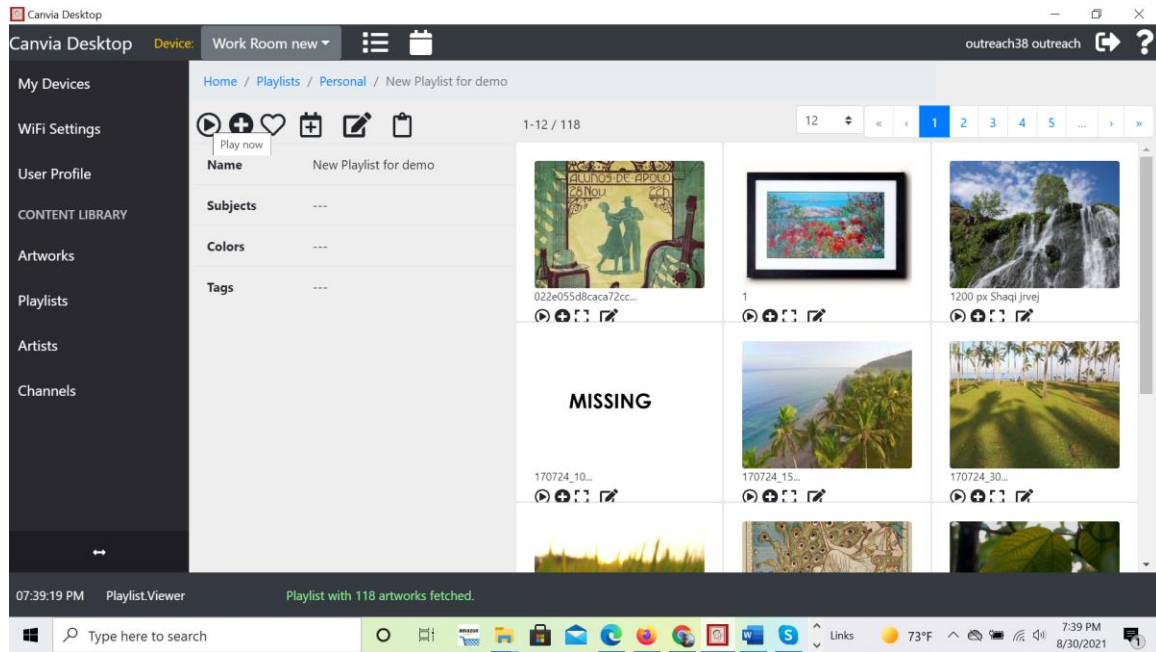 Canvia Desktop
Canvia Desktop Device: Work Room new outreach38 outreach ?
My Devices
WiFi Settings
User Profile
CONTENT LIBRARY
Artworks
Playlists
Artists
Channels
Home / Playlists / Personal / New Playlist for demo
Play now
1-12 / 118
12 « ‹ 1 2 3 4 5 ... › »
Name New Playlist for demo
Subjects ---
Colors ---
Tags ---
ALUNOS-DE-APOLO
28 Nou 22h
022e055d8caca72cc...
1
1200 px Shaqi jrvej
MISSING
170724_10...
170724_15...
170724_30...
07:39:19 PM Playlist.Viewer Playlist with 118 artworks fetched.
Type here to search
amazon
Links
73°F
7:39 PM
8/30/2021
1